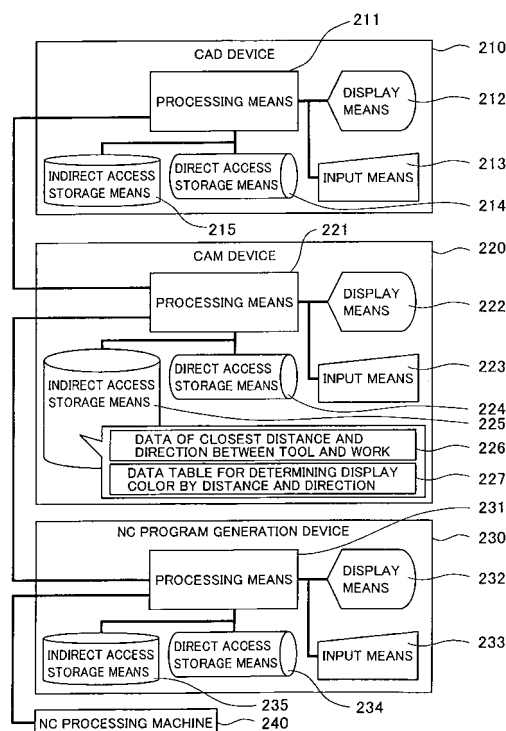 211
CAD DEVICE
210
PROCESSING MEANS
DISPLAY
MEANS
212
INDIRECT ACCESS
STORAGE MEANS
DIRECT ACCESS
STORAGE MEANS
INPUT MEANS
213
215
214
221
CAM DEVICE
220
PROCESSING MEANS
DISPLAY
MEANS
222
INDIRECT ACCESS
STORAGE MEANS
DIRECT ACCESS
STORAGE MEANS
INPUT MEANS
223
224
225
DATA OF CLOSEST DISTANCE AND
DIRECTION BETWEEN TOOL AND WORK
226
DATA TABLE FOR DETERMINING DISPLAY
COLOR BY DISTANCE AND DIRECTION
227
231
NC PROGRAM GENERATION DEVICE
230
PROCESSING MEANS
DISPLAY
MEANS
232
INDIRECT ACCESS
STORAGE MEANS
DIRECT ACCESS
STORAGE MEANS
INPUT MEANS
233
235
234
NC PROCESSING MACHINE
240